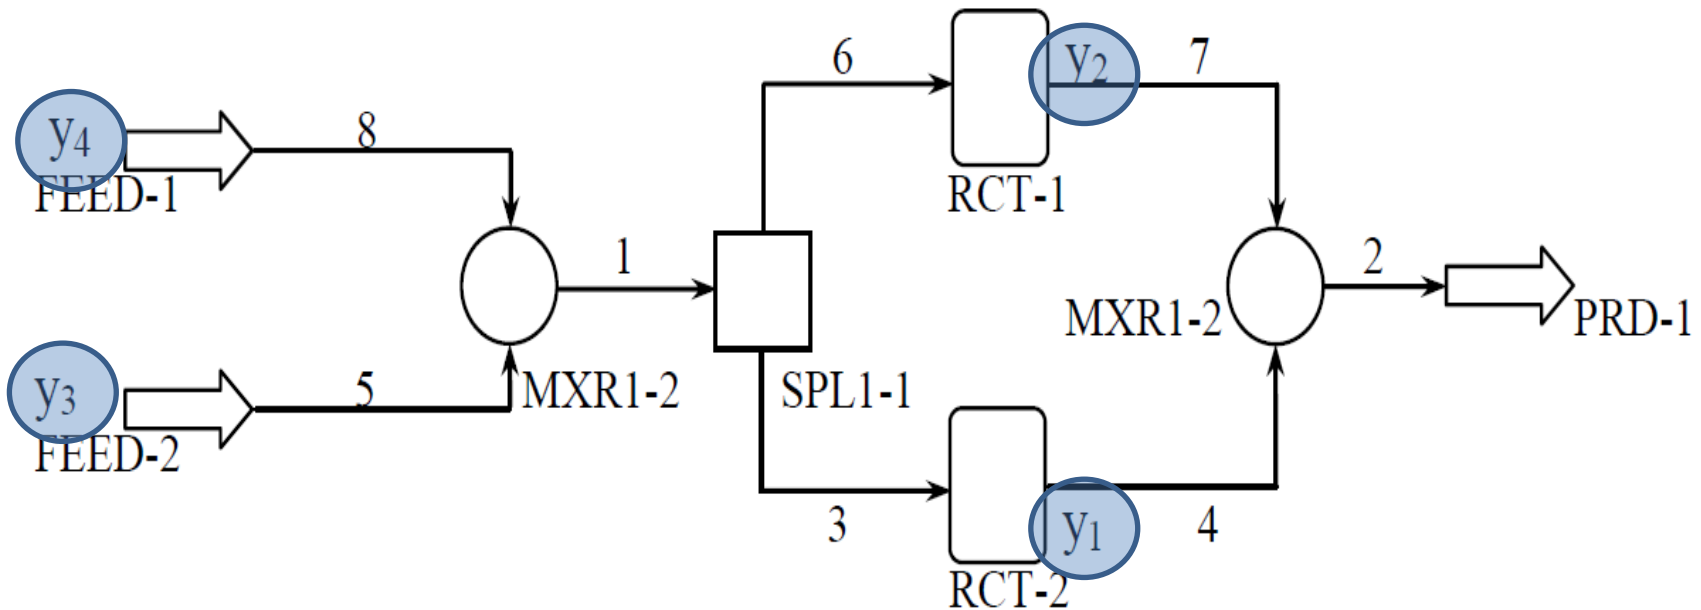 6
y2
7
y4
8
FEED-1
RCT-1
1
2
MXR1-2
PRD-1
y3
5
MXR1-2
SPL1-1
FEED-2
3
y1
4
RCT-2